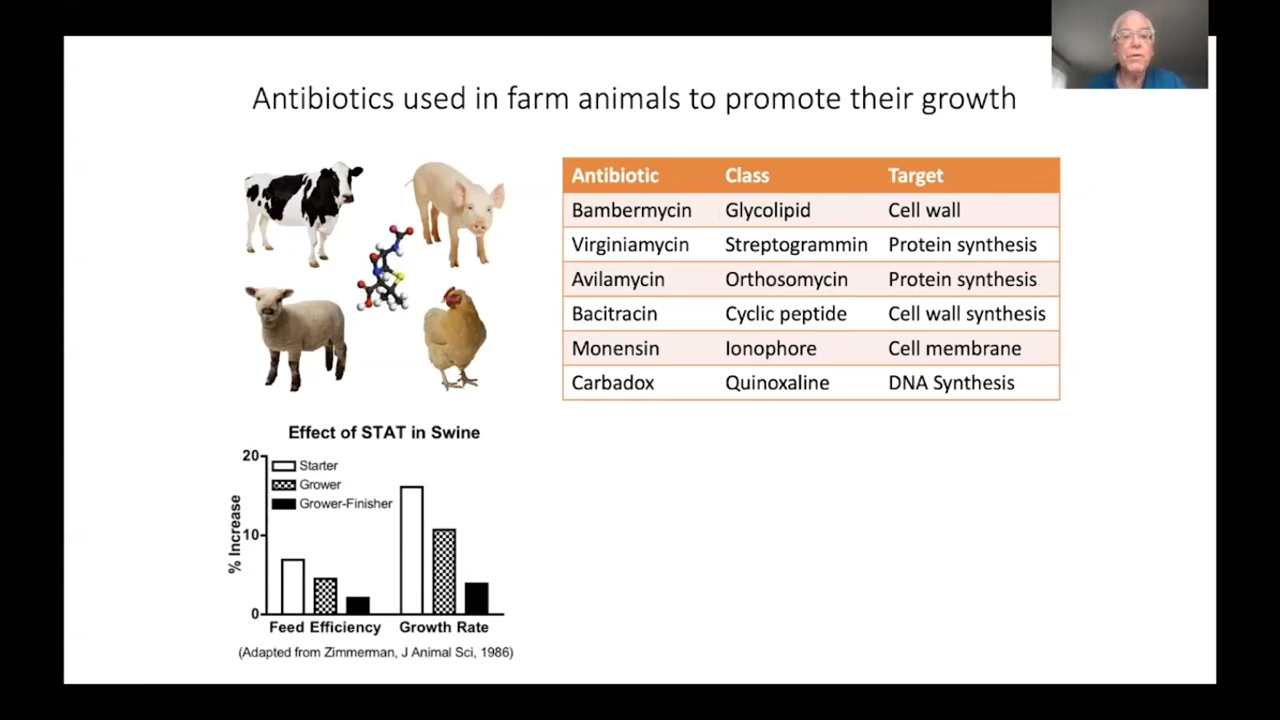 Antibiotics used in farm animals to promote their growth
Antibiotic Class Target
Bambermycin Glycolipid Cell wall
Virginiamycin Streptogrammin Protein synthesis
Avilamycin Orthosomycin Protein synthesis
Bacitracin Cyclic peptide Cell wall synthesis
Monensin Ionophore Cell membrane
Carbadox Quinoxaline DNA Synthesis
Effect of STAT in Swine
20
Starter
Grower
Grower-Finisher
% Increase
10
0
Feed Efficiency Growth Rate
(Adapted from Zimmerman, J Animal Sci, 1986)